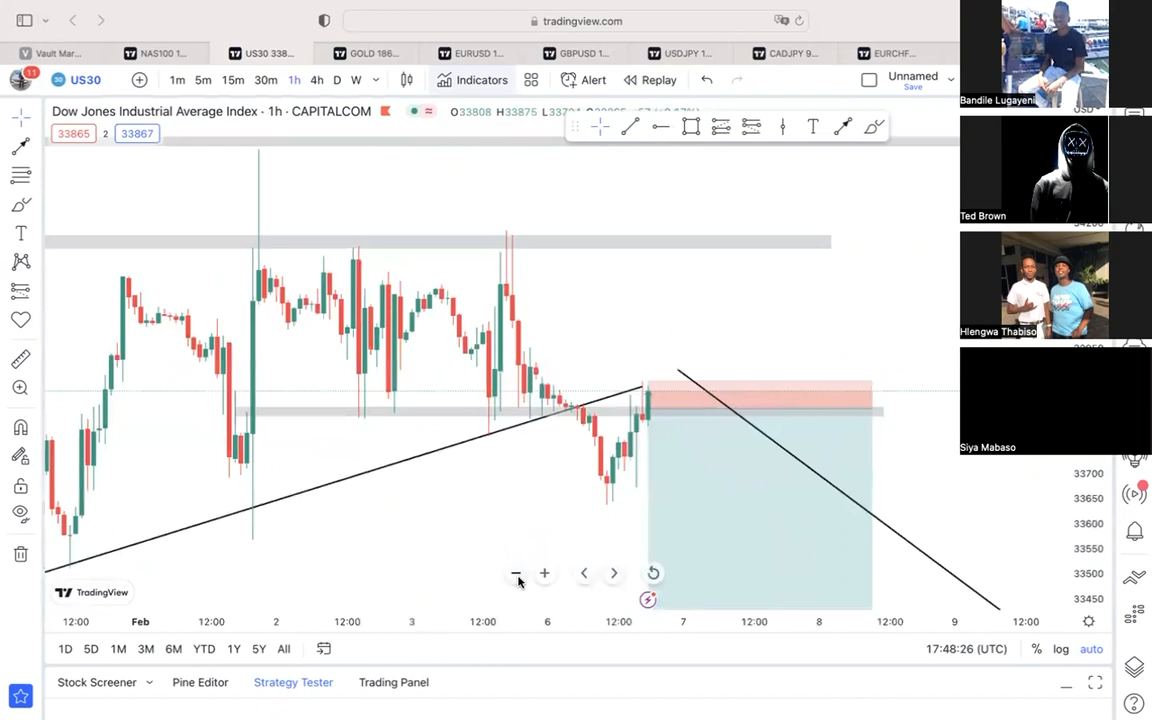 tradingview.com
Vault Mar...
NAS100 1...
US30 338...
GOLD 186...
EURUSD 1...
GBPUSD 1...
USDJPY 1...
CADJPY 9...
EURCHF...
11
30
US30
1m 5m 15m 30m 1h 4h D W
Indicators
Alert
Replay
Unnamed
Save
Dow Jones Industrial Average Index · 1h · CAPITALCOM
O33808 H33875
33865 2 33867
Bandile Lugayeni
Ted Brown
Hlengwa Thabiso
Siya Mabaso
33700
33650
33600
33550
33500
33450
TradingView
12:00 Feb 12:00 2 12:00 3 12:00 6 12:00 7 12:00 8 12:00 9 12:00
1D 5D 1M 3M 6M YTD 1Y 5Y All
17:48:26 (UTC)
% log auto
Stock Screener
Pine Editor
Strategy Tester
Trading Panel